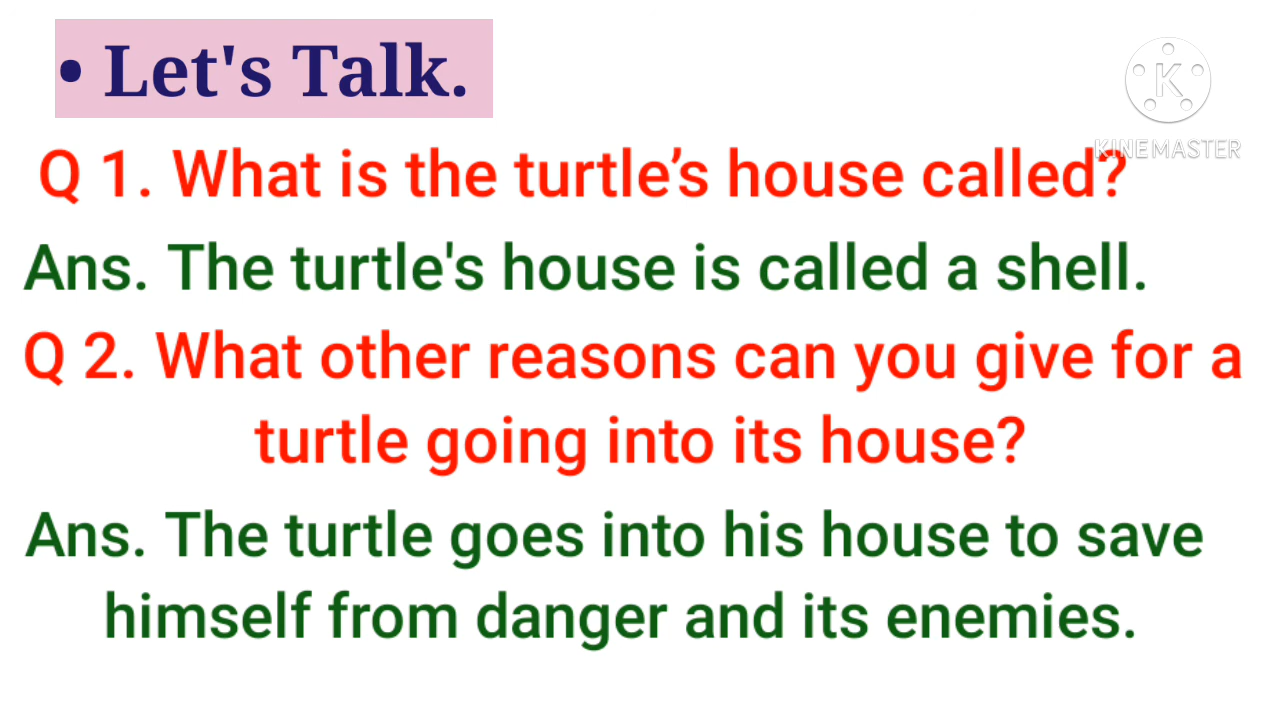 • Let's Talk.
K
KINEMASTER
Q 1. What is the turtle’s house called?
Ans. The turtle's house is called a shell.
Q 2. What other reasons can you give for a
turtle going into its house?
Ans. The turtle goes into his house to save
himself from danger and its enemies.